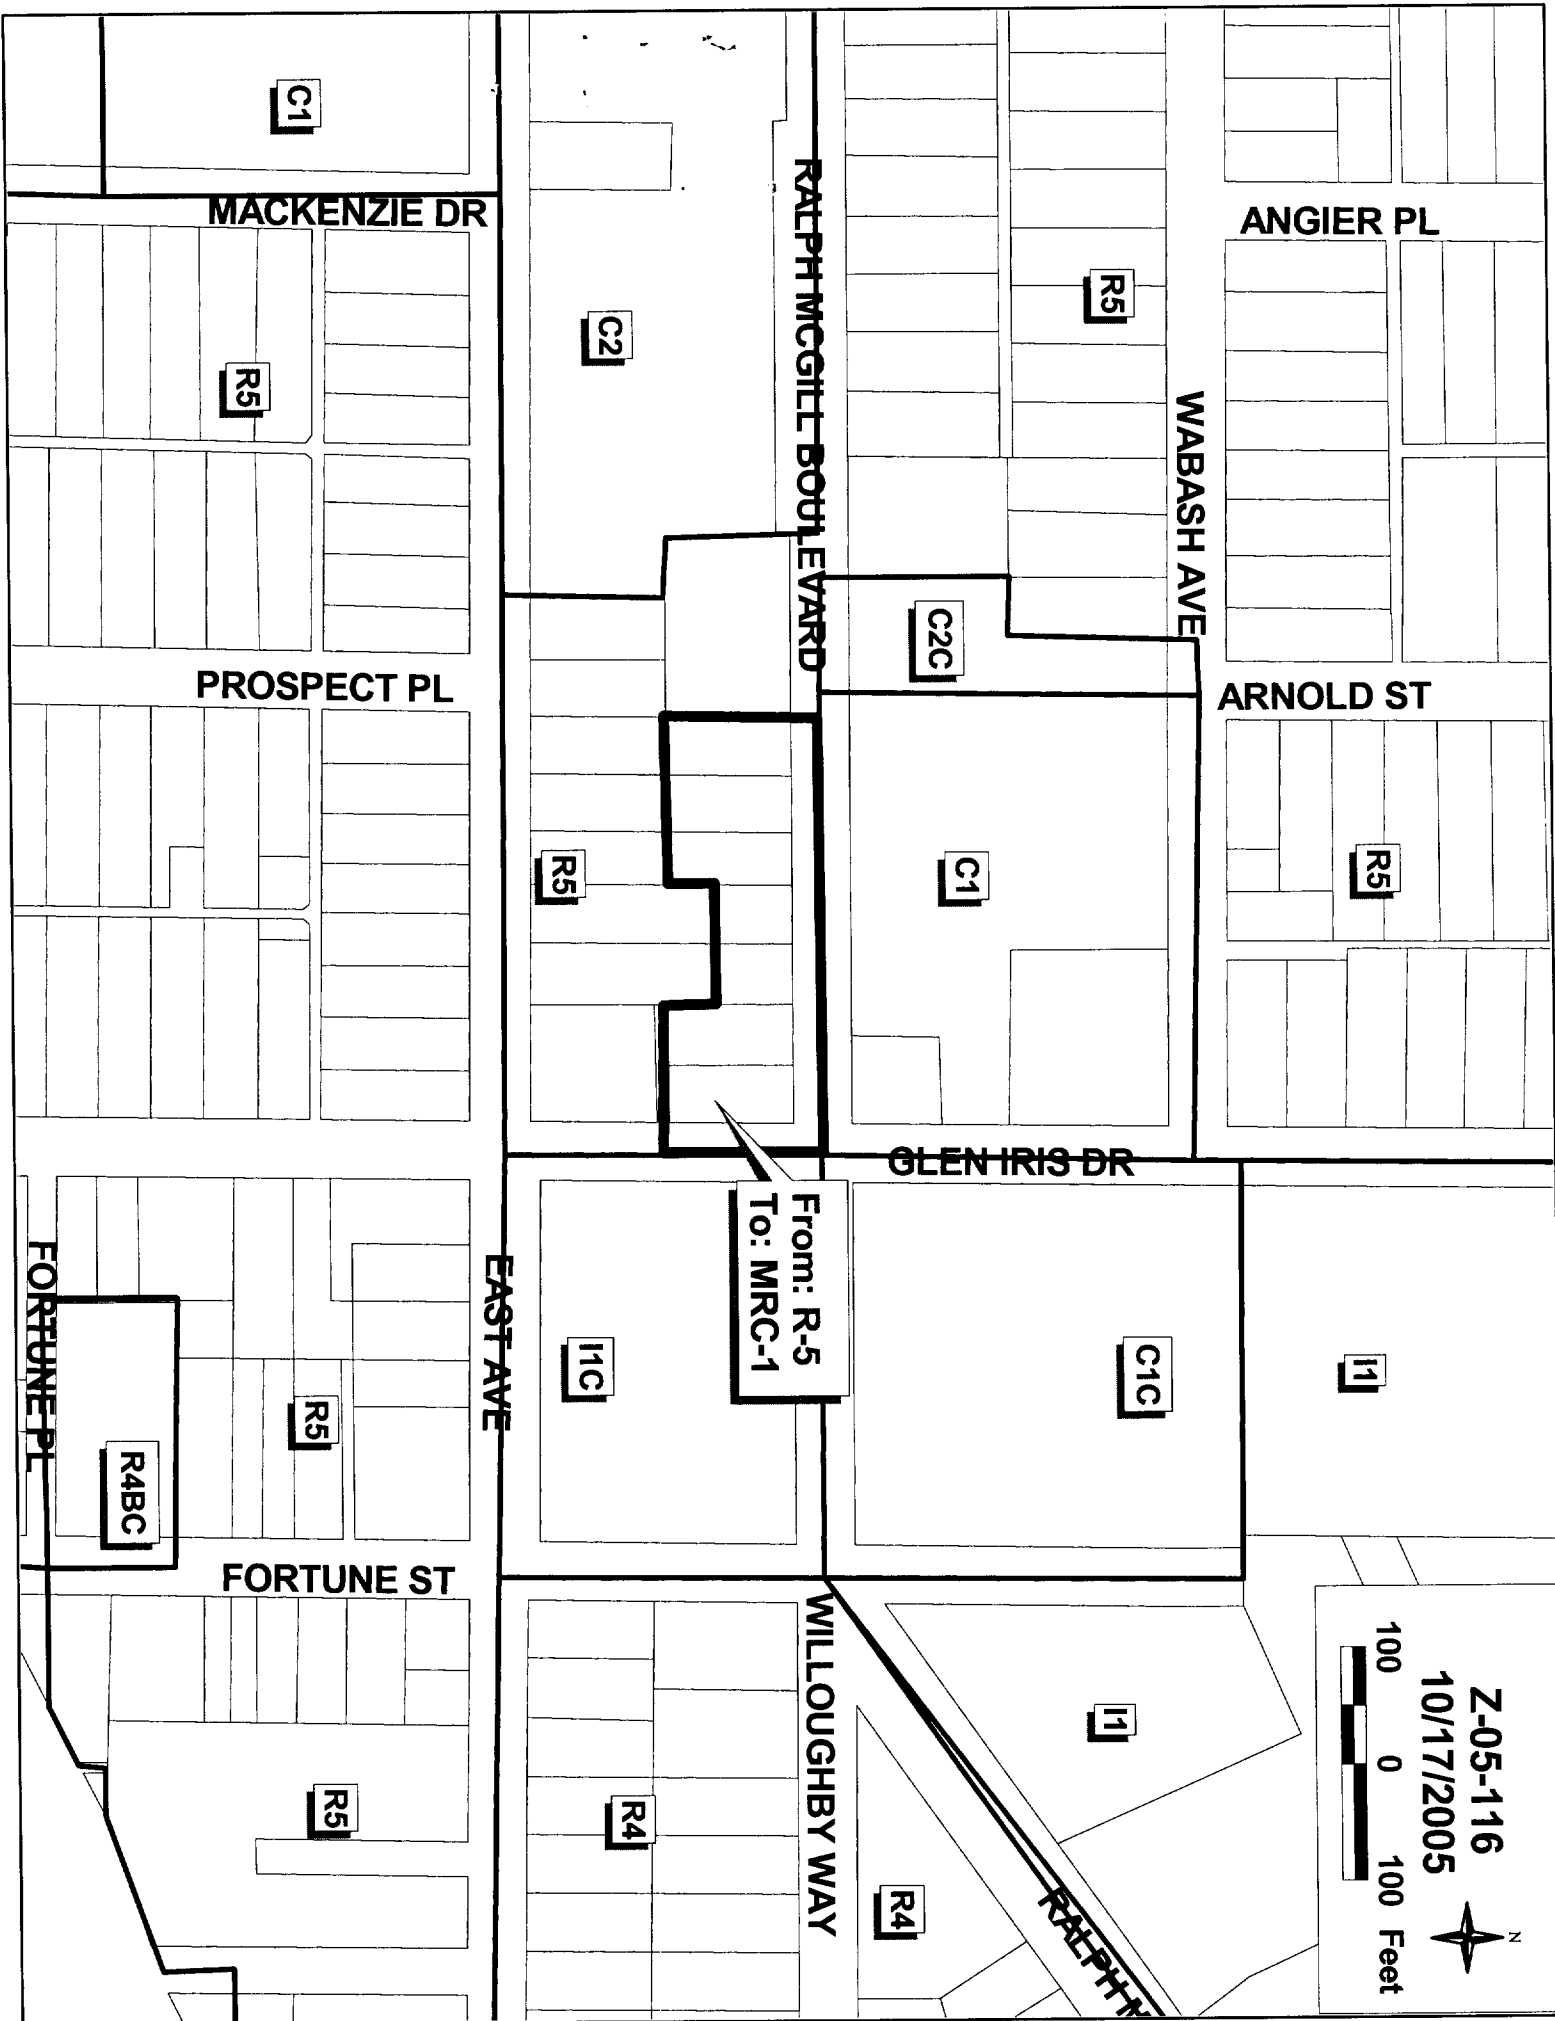 Z-05-116
10/17/2005
N
100 0 100 Feet
ANGIER PL
ARNOLD ST
R5
I1
WABASH AVE
R5
C2C
C1
GLEN IRIS DR
C1C
I1
RALPH MCGILL BOULEVARD
RALPH M
R4
WILLOUGHBY WAY
From: R-5
To: MRC-1
C2
R5
I1C
R4
EAST AVE
C1
MACKENZIE DR
R5
PROSPECT PL
R5
FORTUNE ST
R5
R4BC
FORTUNE PL